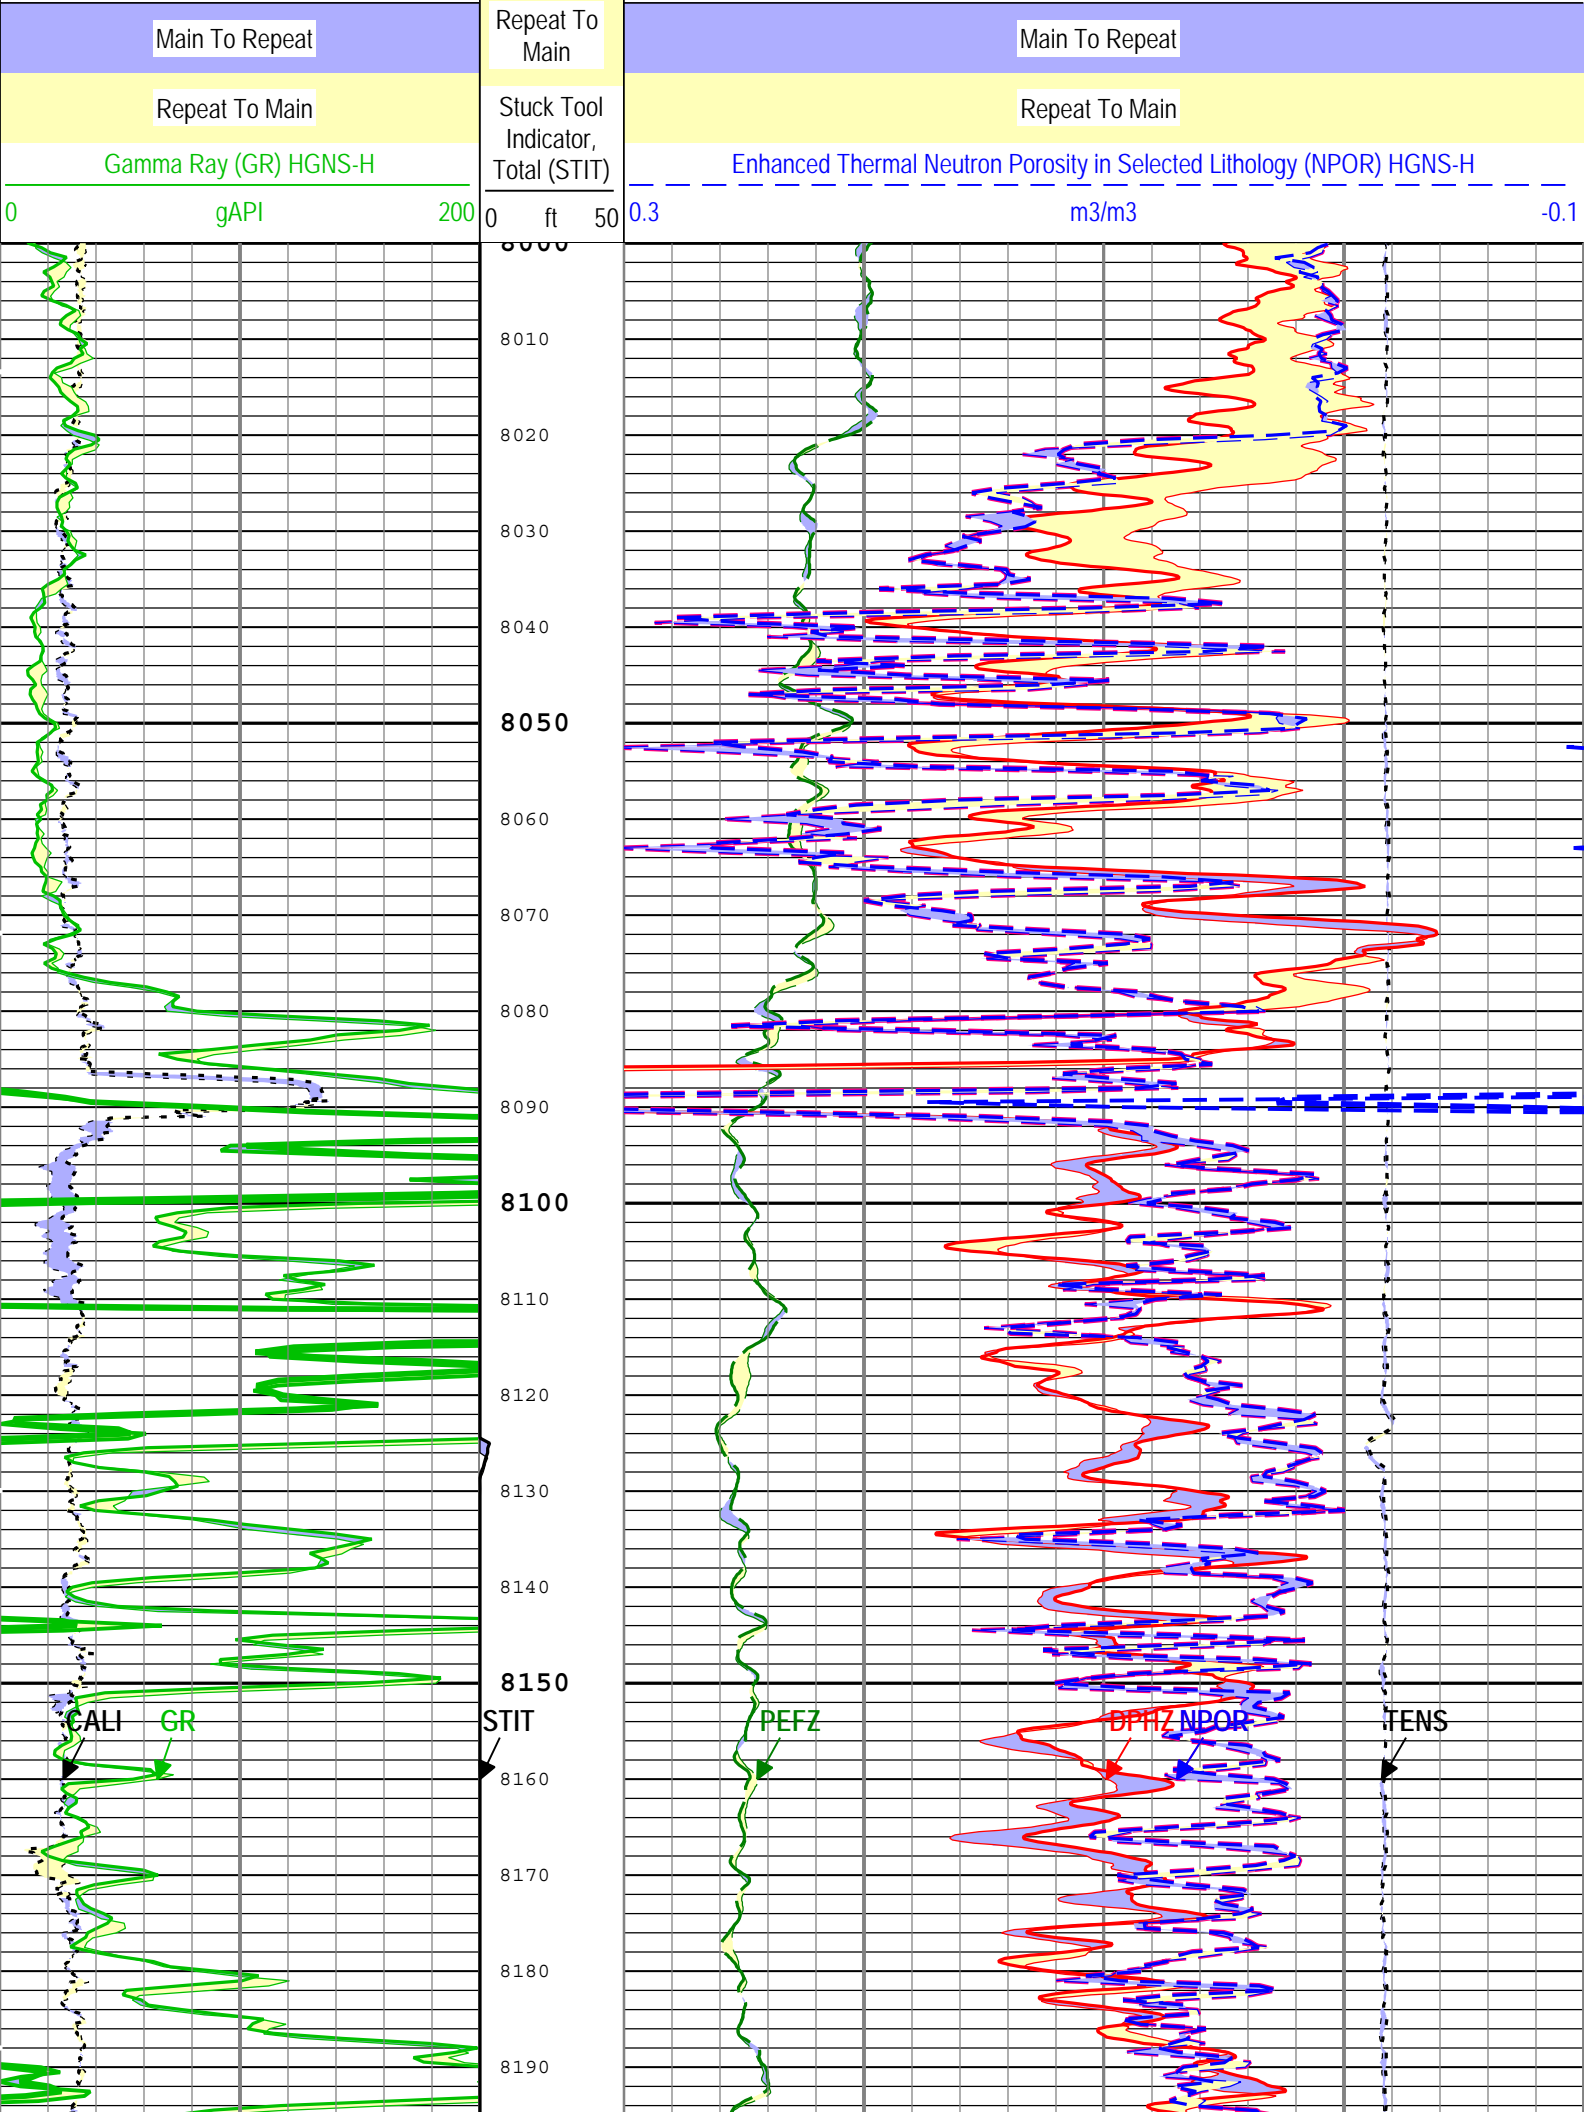 Main To Repeat
Repeat To Main
Gamma Ray (GR) HGNS-H
0 gAPI 200
Repeat To
Main
Stuck Tool
Indicator,
Total (STIT)
0 ft 50
Main To Repeat
Repeat To Main
Enhanced Thermal Neutron Porosity in Selected Lithology (NPOR) HGNS-H
0.3 m3/m3 -0.1
8000
8010
8020
8030
8040
8050
8060
8070
8080
8090
8100
8110
8120
8130
8140
8150
CALI GR STIT PEFZ DPHZ NPOR TENS
8160
8170
8180
8190